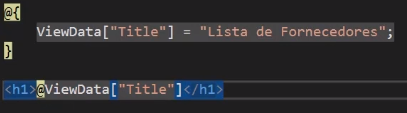 @{
ViewData["Title"] = "Lista de Fornecedores";
}
<h1>@ViewData["Title"]</h1>